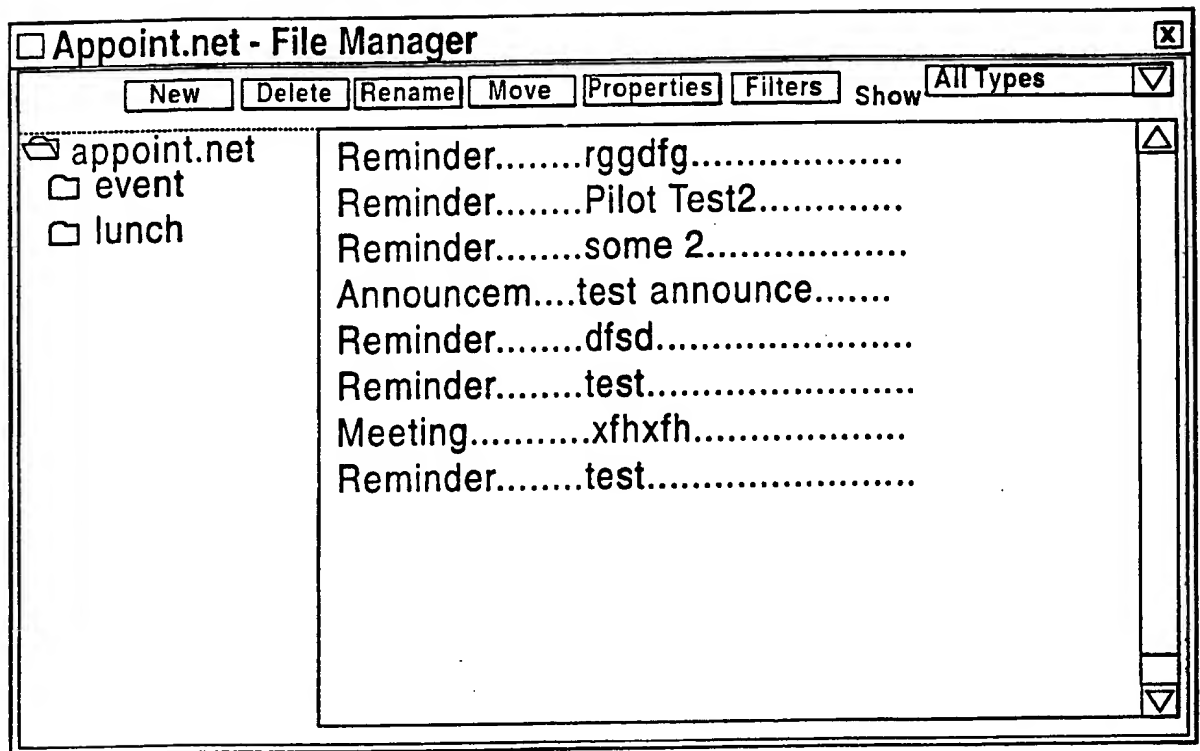 Appoint.net - File Manager
New Delete Rename Move Properties Filters Show All Types
appoint.net
event
lunch
Reminder........rggdfg...................
Reminder........Pilot Test2.............
Reminder........some 2..................
Announcem....test announce.......
Reminder........dfsd.......................
Reminder........test........................
Meeting...........xfhxfh...................
Reminder........test........................